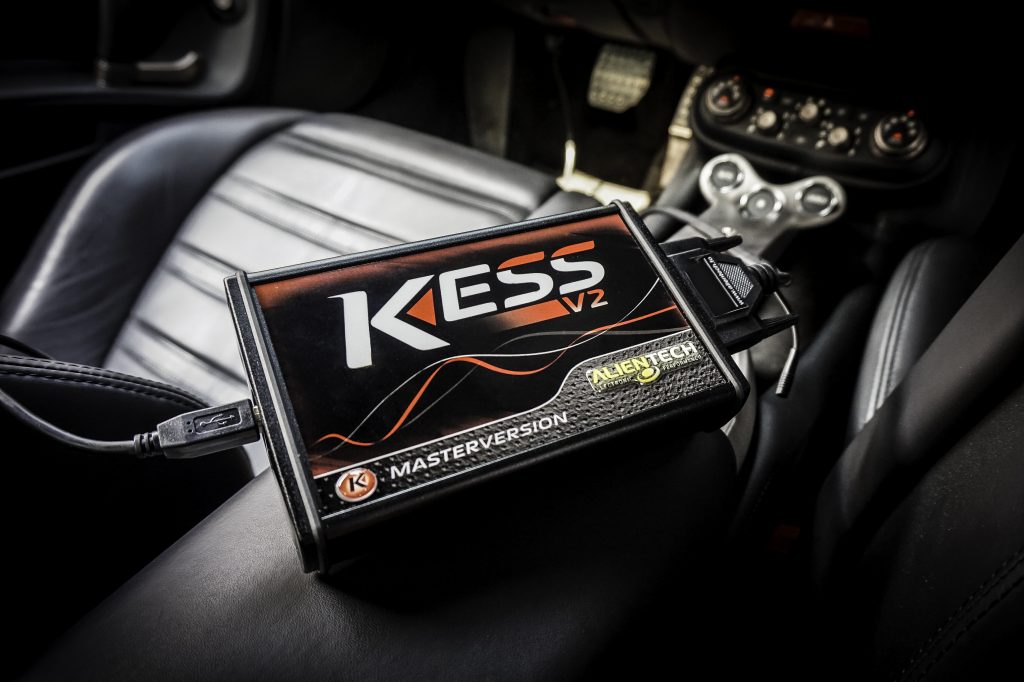 KESS
V2
ALIENTECH
MASTERVERSION
K